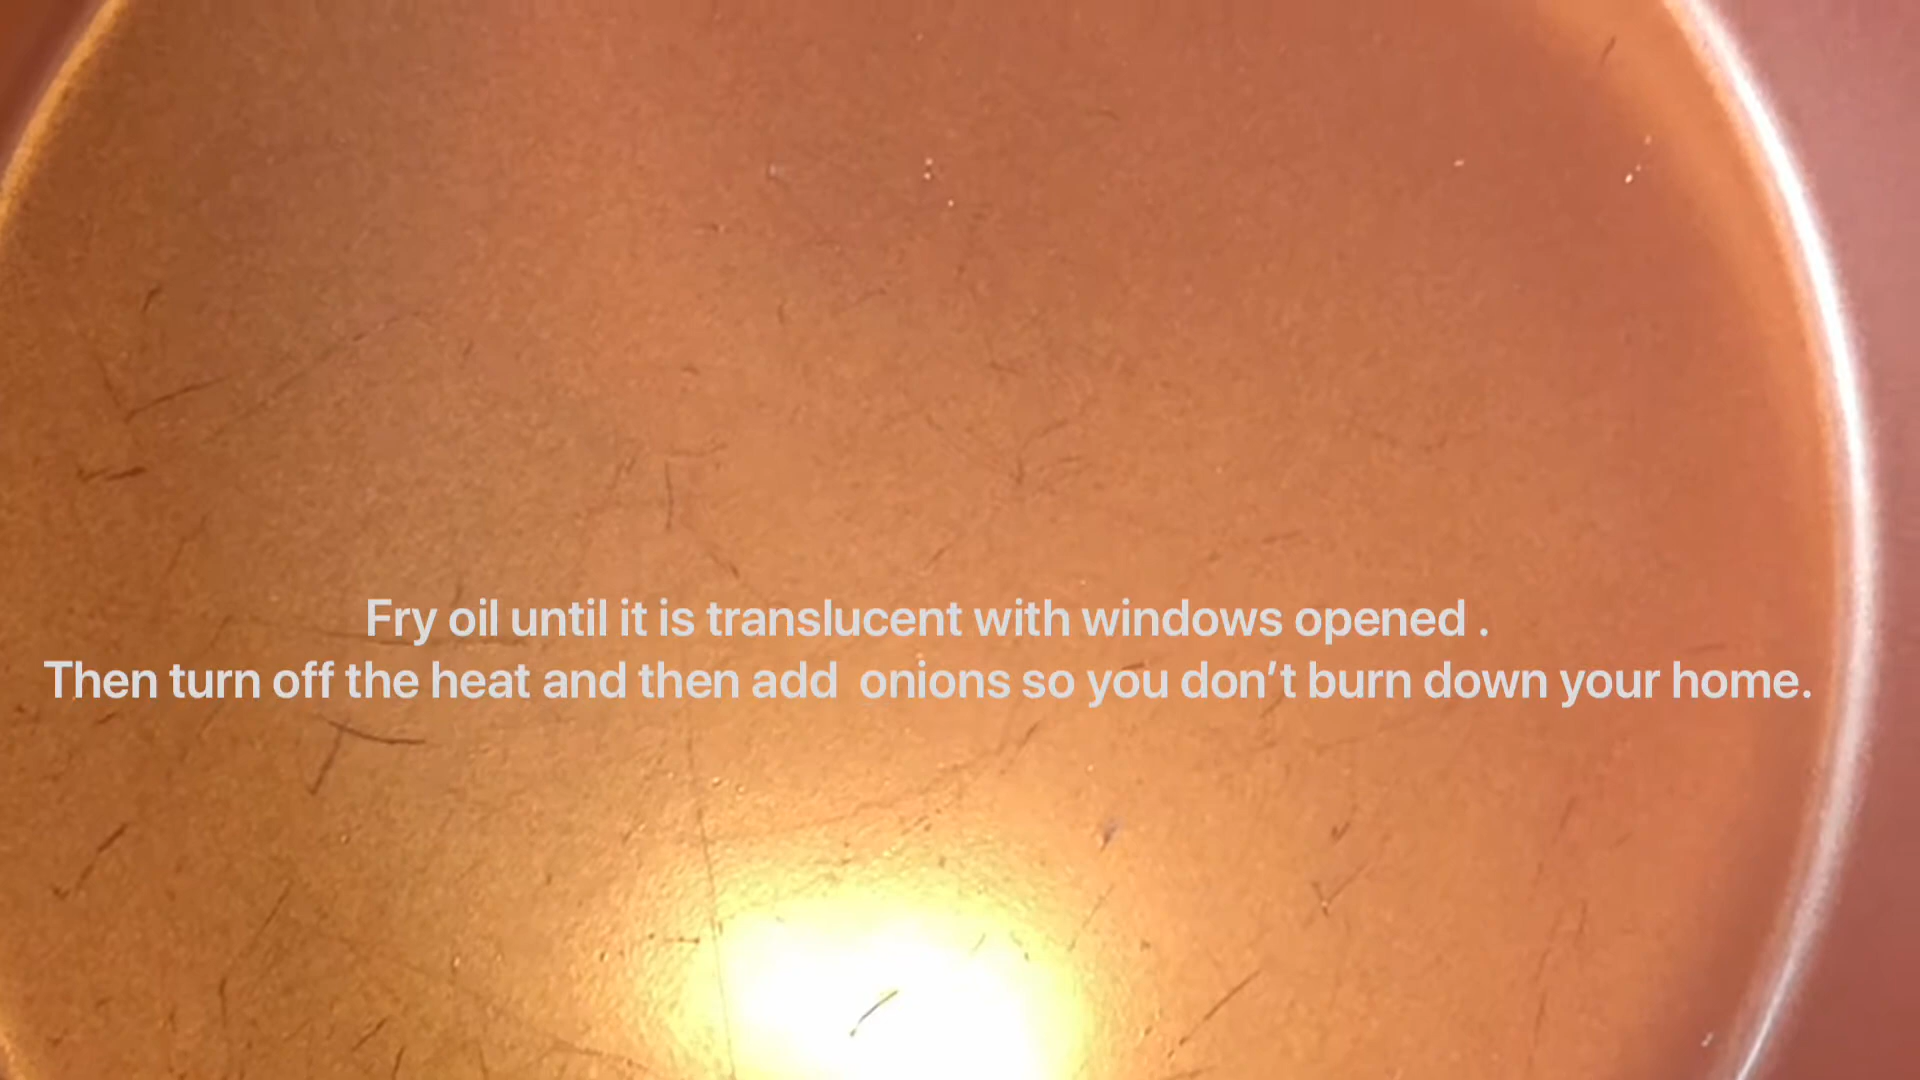 Fry oil until it is translucent with windows opened .
Then turn off the heat and then add  onions so you don’t burn down your home.